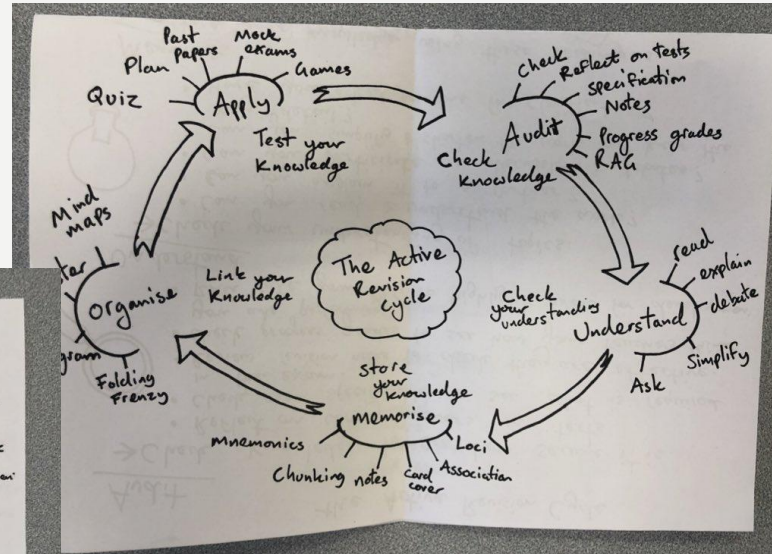 Past
Papers
Mock
exams
Plan
Games
Quiz
Apply
Test your
Knowledge
Check
Reflect on tests
Specification
Notes
Progress grades
RAG
Audit
Check
Knowledge
The Active
Revision
Cycle
read
explain
debate
Simplify
Ask
Understand
Check
your
understanding
Store
your
Knowledge
Memorise
Loci
Association
Card
cover
notes
Chunking
Mnemonics
Mind
maps
Organise
Folding
Frenzy
Link your
Knowledge